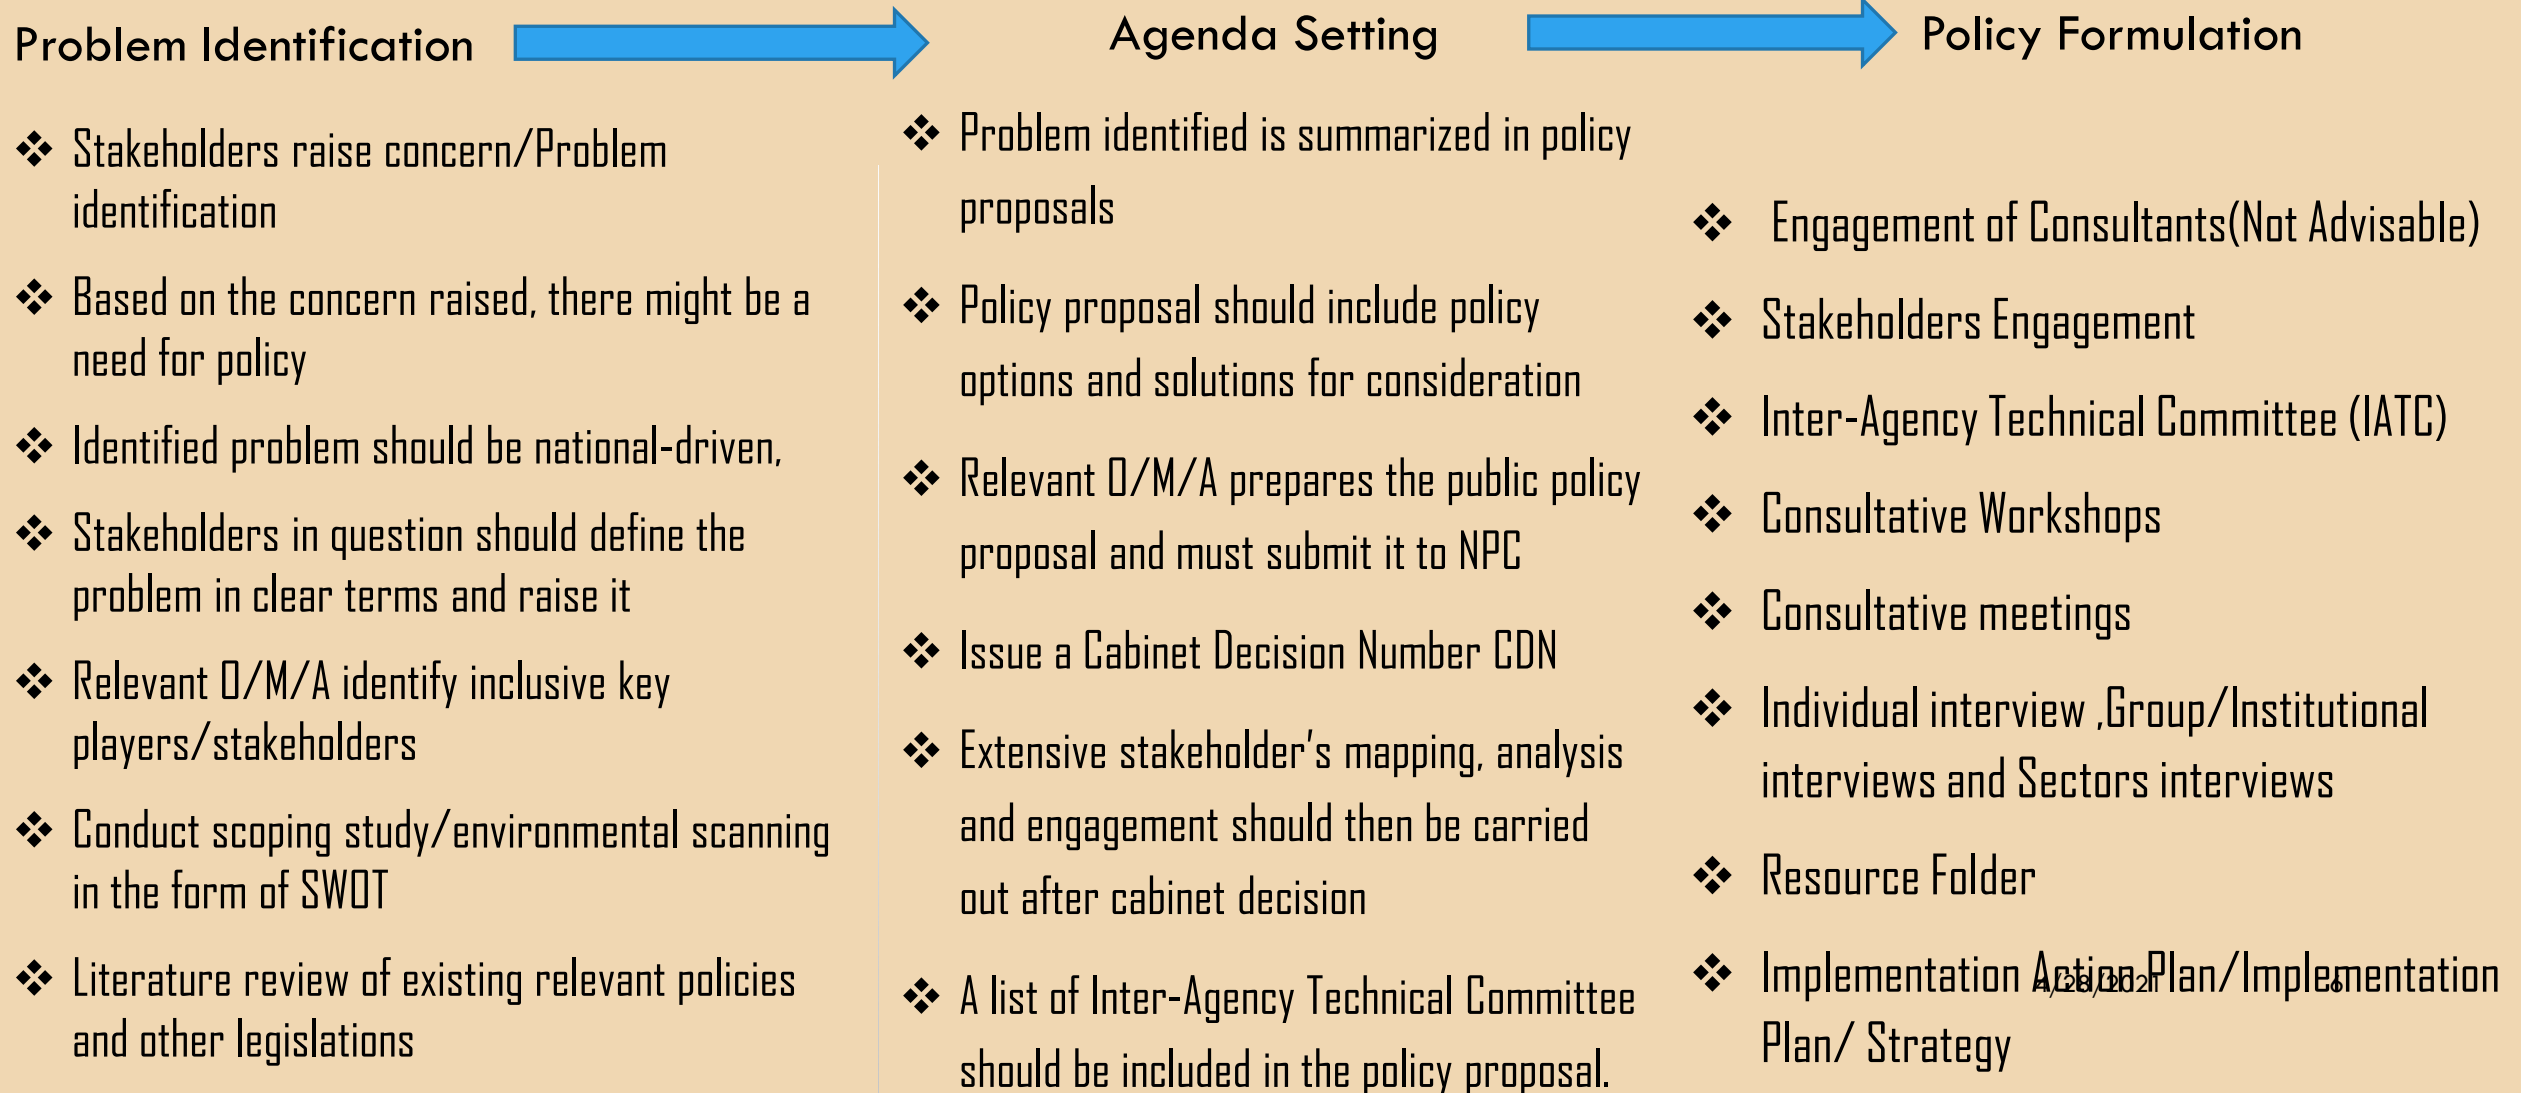 Problem Identification
Stakeholders raise concern/Problem
identification
Based on the concern raised, there might be a
need for policy
Identified problem should be national-driven,
Stakeholders in question should define the
problem in clear terms and raise it
Relevant O/M/A identify inclusive key
players/stakeholders
Conduct scoping study/environmental scanning
in the form of SWOT
Literature review of existing relevant policies
and other legislations
Agenda Setting
Problem identified is summarized in policy
proposals
Policy proposal should include policy
options and solutions for consideration
Relevant O/M/A prepares the public policy
proposal and must submit it to NPC
Issue a Cabinet Decision Number CDN
Extensive stakeholder’s mapping, analysis
and engagement should then be carried
out after cabinet decision
A list of Inter-Agency Technical Committee
should be included in the policy proposal.
Policy Formulation
Engagement of Consultants(Not Advisable)
Stakeholders Engagement
Inter-Agency Technical Committee (IATC)
Consultative Workshops
Consultative meetings
Individual interview ,Group/Institutional
interviews and Sectors interviews
Resource Folder
Implementation Action Plan/Implementation
Plan/ Strategy
4/28/2021
6